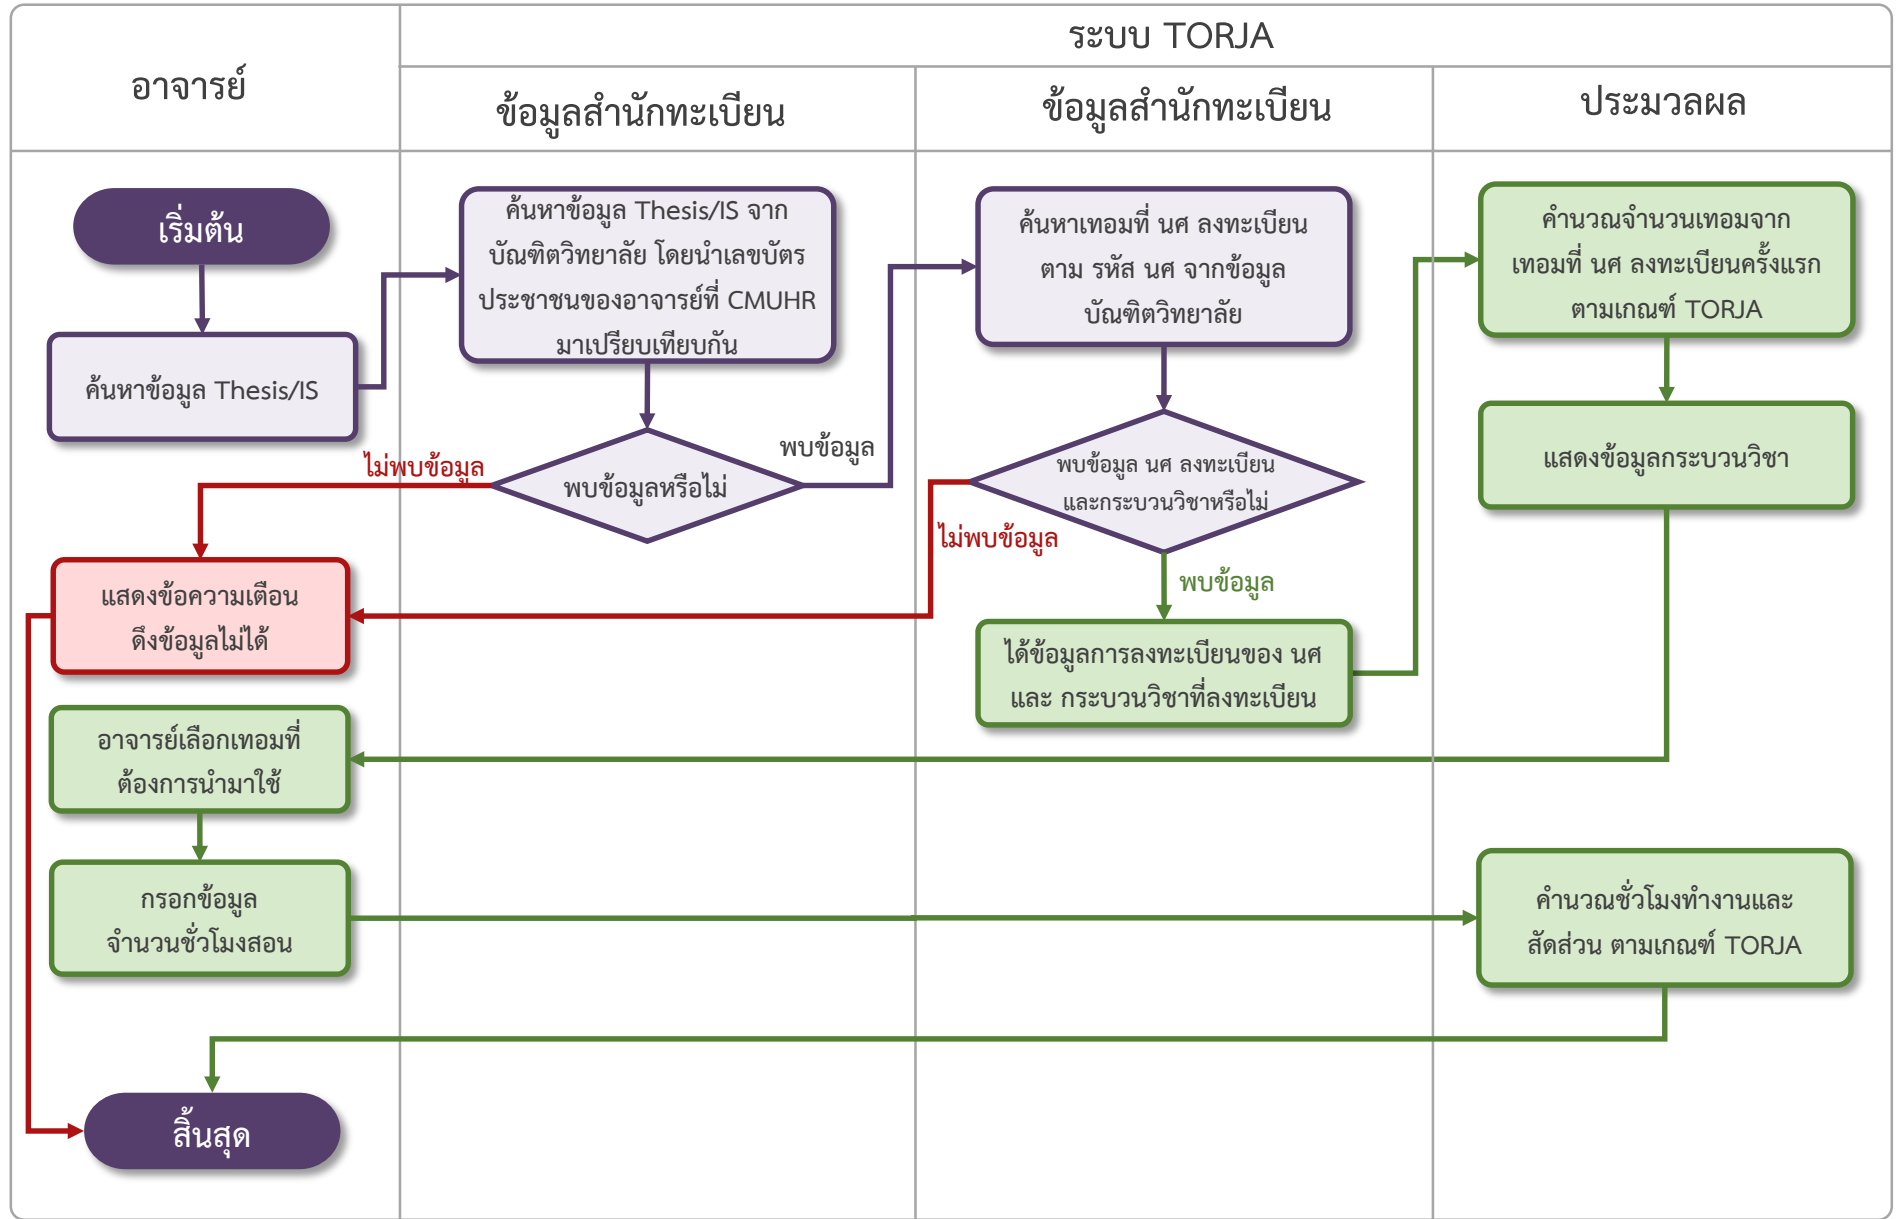 ระบบ TORJA
อาจารย์
ข้อมูลสำนักทะเบียน
ข้อมูลสำนักทะเบียน
ประมวลผล
เริ่มต้น
ค้นหาข้อมูล Thesis/IS
ค้นหาข้อมูล Thesis/IS จาก
บัณฑิตวิทยาลัย โดยนำเลขบัตร
ประชาชนของอาจารย์ที่ CMUHR
มาเปรียบเทียบกัน
พบข้อมูลหรือไม่
ไม่พบข้อมูล
พบข้อมูล
ค้นหาเทอมที่ นศ ลงทะเบียน
ตาม รหัส นศ จากข้อมูล
บัณฑิตวิทยาลัย
พบข้อมูล นศ ลงทะเบียน
และกระบวนวิชาหรือไม่
ไม่พบข้อมูล
พบข้อมูล
ได้ข้อมูลการลงทะเบียนของ นศ
และ กระบวนวิชาที่ลงทะเบียน
คำนวณจำนวนเทอมจาก
เทอมที่ นศ ลงทะเบียนครั้งแรก
ตามเกณฑ์ TORJA
แสดงข้อมูลกระบวนวิชา
แสดงข้อความเตือน
ดึงข้อมูลไม่ได้
อาจารย์เลือกเทอมที่
ต้องการนำมาใช้
กรอกข้อมูล
จำนวนชั่วโมงสอน
คำนวณชั่วโมงทำงานและ
สัดส่วน ตามเกณฑ์ TORJA
สิ้นสุด